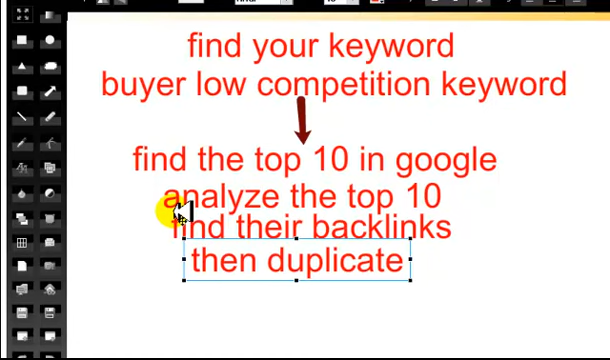 find your keyword
buyer low competition keyword
find the top 10 in google
analyze the top 10
find their backlinks
then duplicate